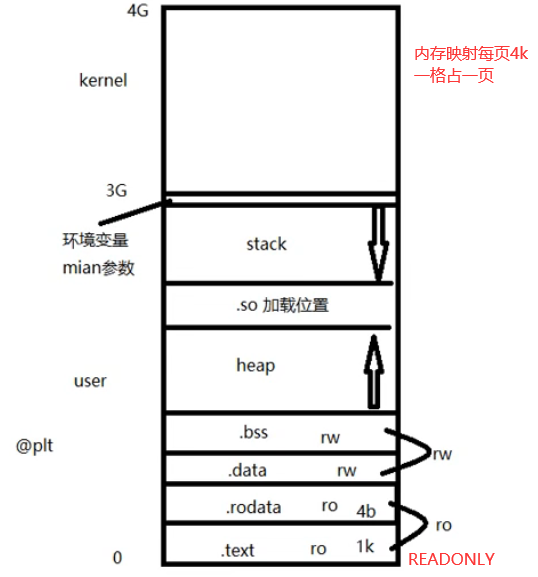 4G
内存映射每页4k
一格占一页
kernel
3G
环境变量
mian参数
stack
.so 加载位置
heap
user
@plt
.bss rw
rw
.data rw
.rodata ro 4b
ro
.text ro 1k
READONLY
0